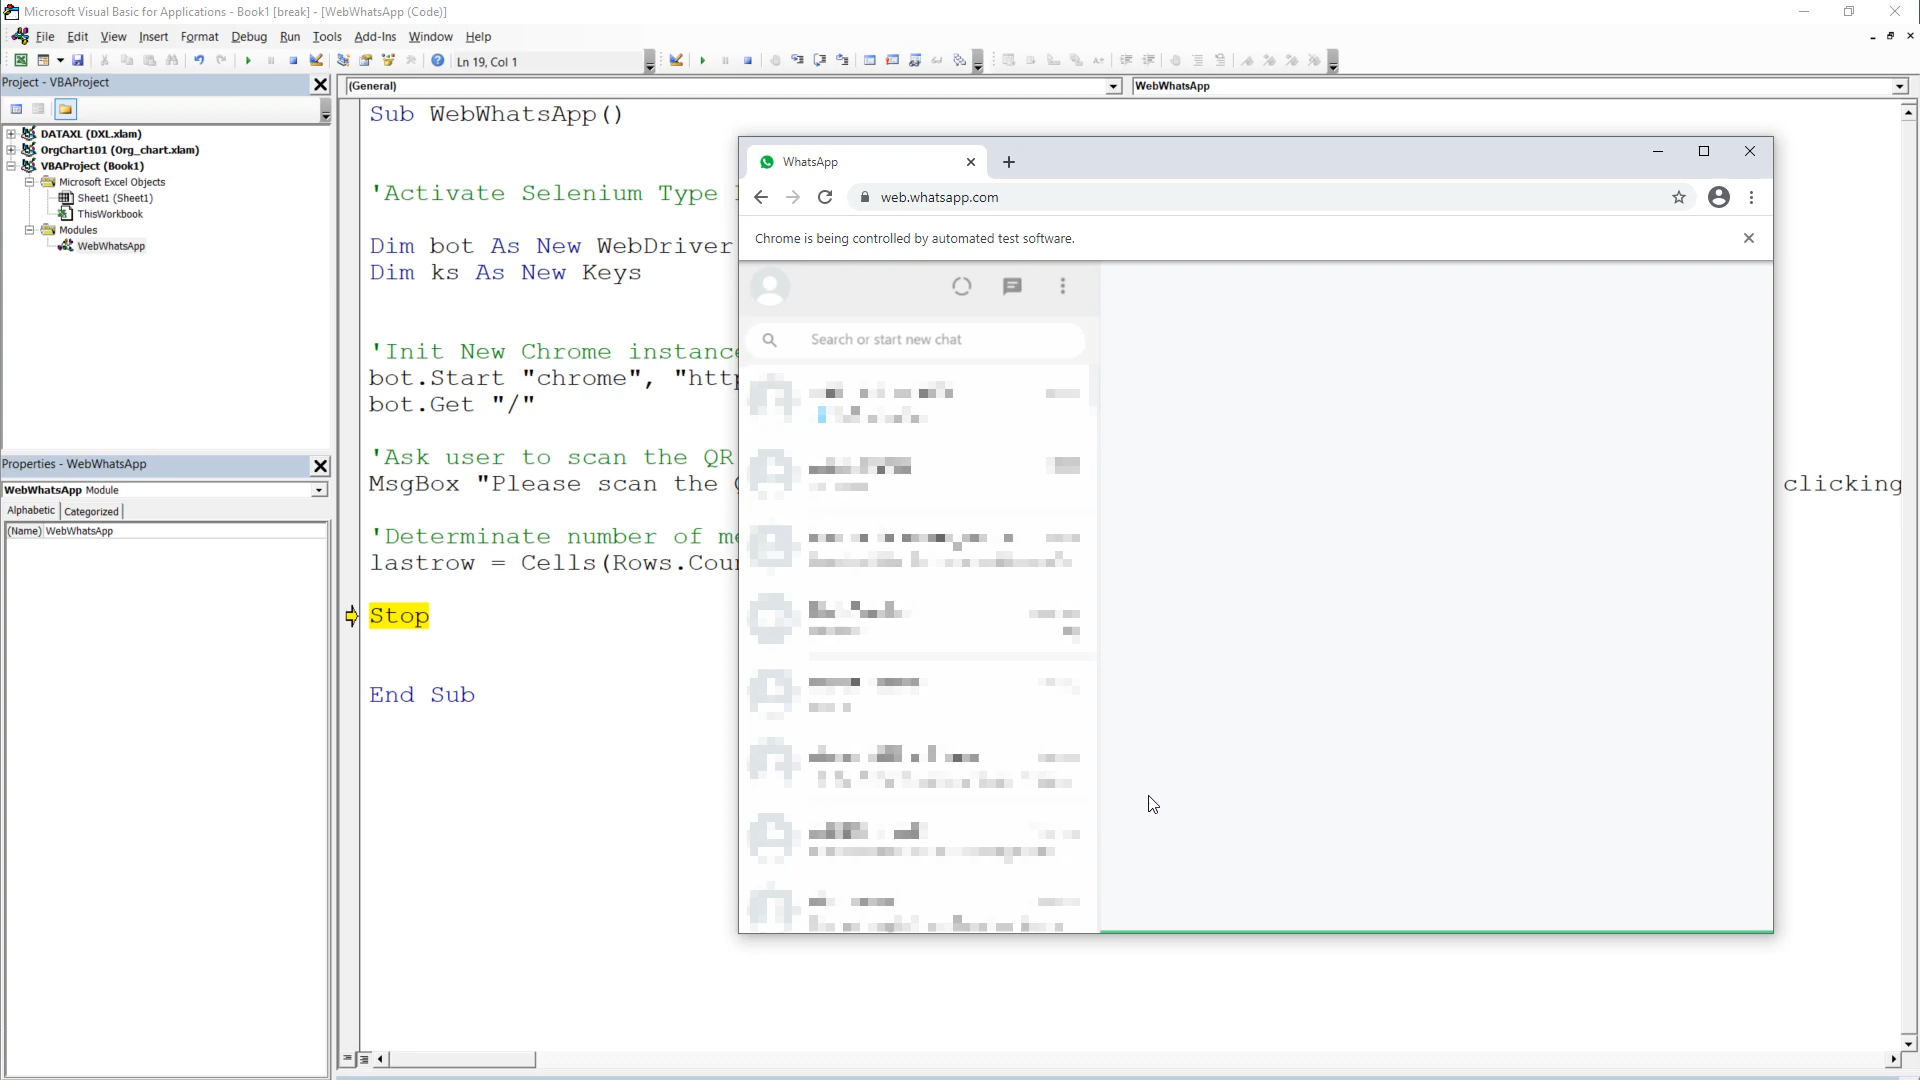 Microsoft Visual Basic for Applications - Book1 [break] - [WebWhatsApp (Code)]
File Edit View Insert Format Debug Run Tools Add-Ins Window Help
Ln 19, Col 1
Project - VBAProject
DATAXL (DXL.xlam)
OrgChart101 (Org_chart.xlam)
VBAProject (Book1)
Microsoft Excel Objects
Sheet1 (Sheet1)
ThisWorkbook
Modules
WebWhatsApp
Properties - WebWhatsApp
WebWhatsApp Module
Alphabetic Categorized
(Name) WebWhatsApp
(General) WebWhatsApp
Sub WebWhatsApp()
'Activate Selenium Type
Dim bot As New WebDriver
Dim ks As New Keys
'Init New Chrome instance
bot.Start "chrome", "http
bot.Get "/"
'Ask user to scan the QR
MsgBox "Please scan the clicking
'Determinate number of me
lastrow = Cells(Rows.Coun
Stop
End Sub
WhatsApp
web.whatsapp.com
Chrome is being controlled by automated test software.
Search or start new chat